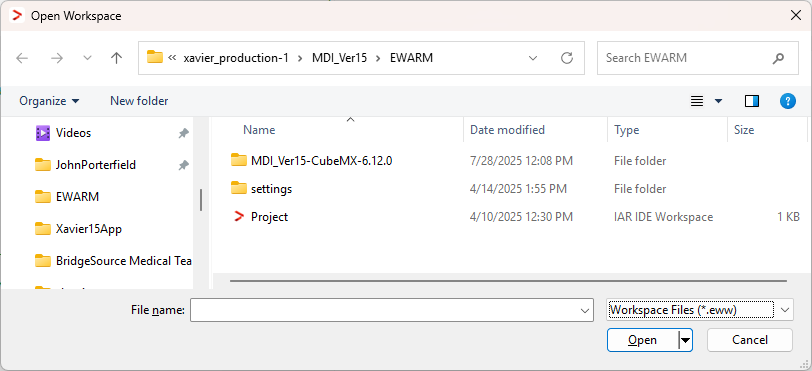 Open Workspace
« xavier_production-1 > MDI_Ver15 > EWARM
Search EWARM
Organize
New folder
Name
Date modified
Type
Size
Videos
JohnPorterfield
EWARM
Xavier15App
BridgeSource Medical Tea
MDI_Ver15-CubeMX-6.12.0 7/28/2025 12:08 PM File folder
settings 4/14/2025 1:55 PM File folder
Project 4/10/2025 12:30 PM IAR IDE Workspace 1 KB
File name:
Workspace Files (*.eww)
Open
Cancel